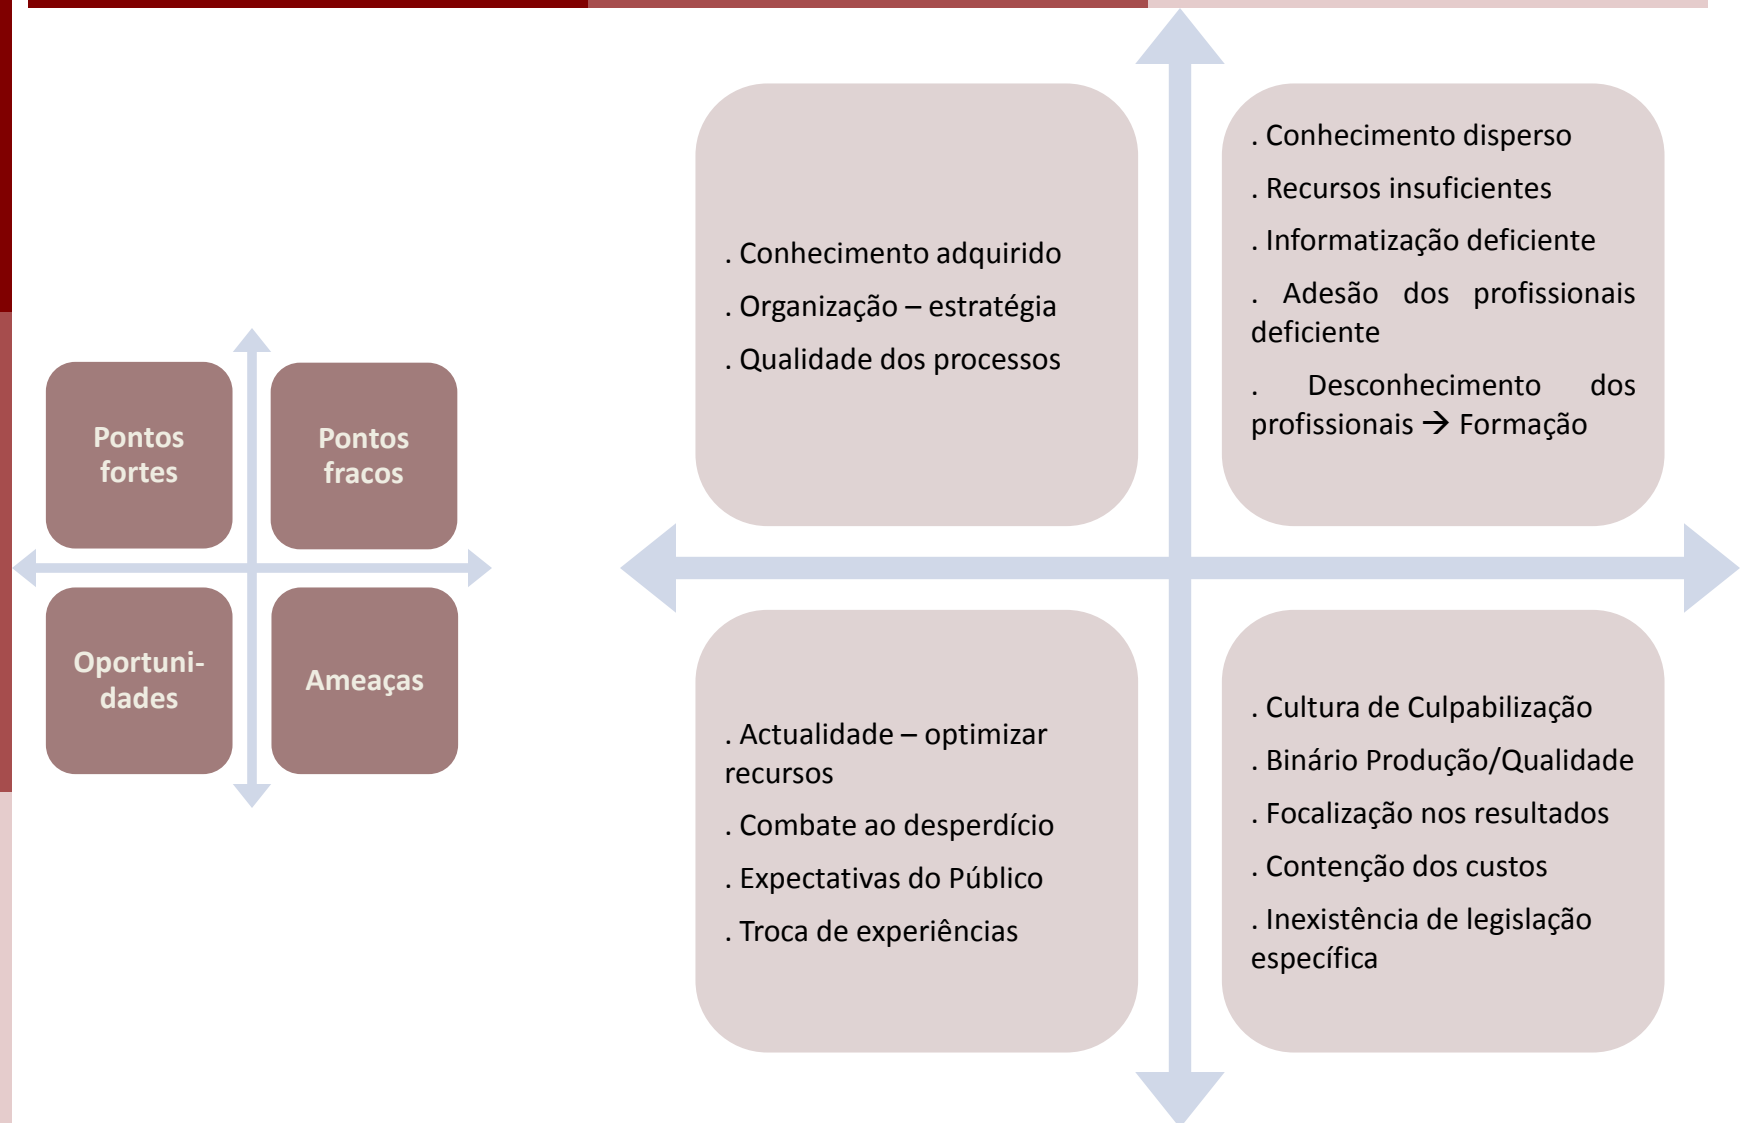 Pontos
fortes
Pontos
fracos
Oportuni-
dades
Ameaças
. Conhecimento adquirido
. Organização – estratégia
. Qualidade dos processos
. Conhecimento disperso
. Recursos insuficientes
. Informatização deficiente
. Adesão dos profissionais
deficiente
. Desconhecimento dos
profissionais → Formação
. Actualidade – optimizar
recursos
. Combate ao desperdício
. Expectativas do Público
. Troca de experiências
. Cultura de Culpabilização
. Binário Produção/Qualidade
. Focalização nos resultados
. Contenção dos custos
. Inexistência de legislação
específica